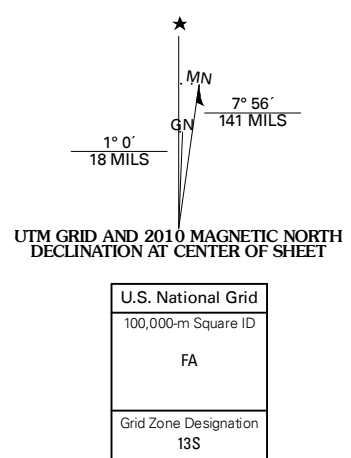 MN
7° 56´
141 MILS
GN
1° 0´
18 MILS
UTM GRID AND 2010 MAGNETIC NORTH
DECLINATION AT CENTER OF SHEET
U.S. National Grid
100,000-m Square ID
FA
Grid Zone Designation
13S